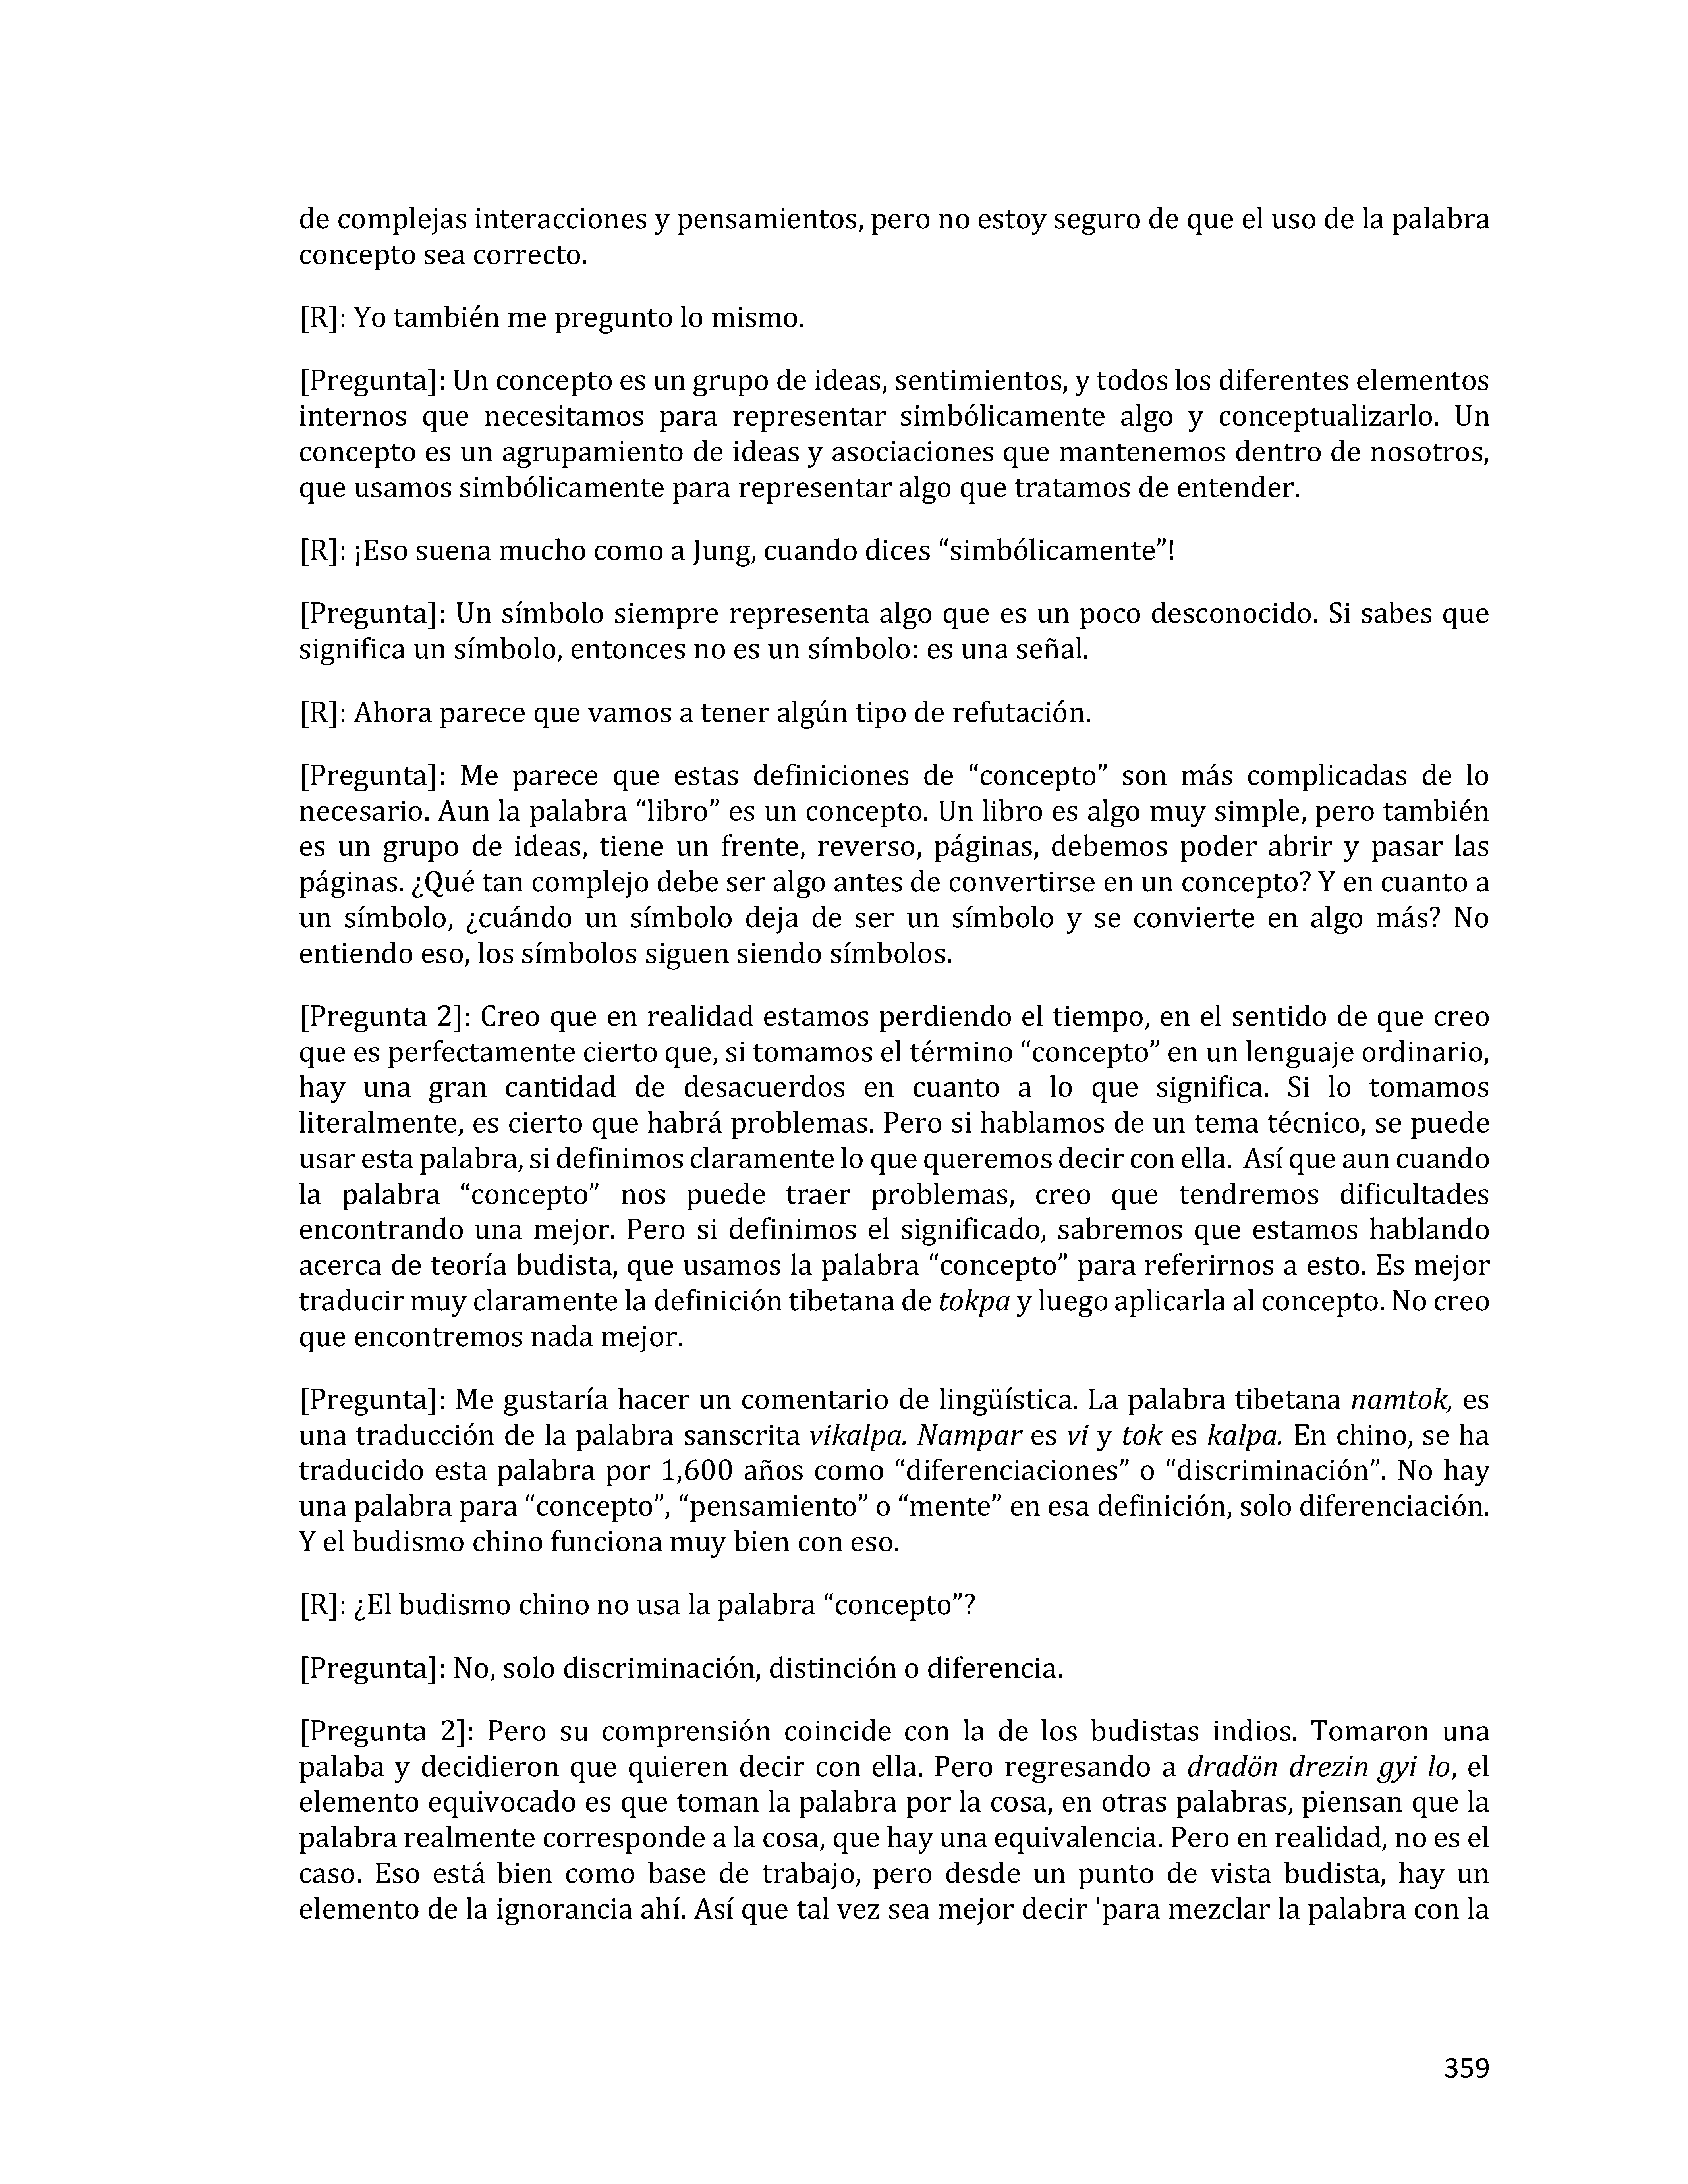 de complejas interacciones y pensamientos, pero no estoy seguro de que el uso de la palabra
concepto sea correcto.
[R]: Yo también me pregunto lo mismo.
[Pregunta]: Un concepto es un grupo de ideas, sentimientos, y todos los diferentes elementos
internos que necesitamos para representar simbólicamente algo y conceptualizarlo. Un
concepto es un agrupamiento de ideas y asociaciones que mantenemos dentro de nosotros,
que usamos simbólicamente para representar algo que tratamos de entender.
[R]: ¡Eso suena mucho como a Jung, cuando dices “simbólicamente”!
[Pregunta]: Un símbolo siempre representa algo que es un poco desconocido. Si sabes que
significa un símbolo, entonces no es un símbolo: es una señal.
[R]: Ahora parece que vamos a tener algún tipo de refutación.
[Pregunta]: Me parece que estas definiciones de “concepto” son más complicadas de lo
necesario. Aun la palabra “libro” es un concepto. Un libro es algo muy simple, pero también
es un grupo de ideas, tiene un frente, reverso, páginas, debemos poder abrir y pasar las
páginas. ¿Qué tan complejo debe ser algo antes de convertirse en un concepto? Y en cuanto a
un símbolo, ¿cuándo un símbolo deja de ser un símbolo y se convierte en algo más? No
entiendo eso, los símbolos siguen siendo símbolos.
[Pregunta 2]: Creo que en realidad estamos perdiendo el tiempo, en el sentido de que creo
que es perfectamente cierto que, si tomamos el término “concepto” en un lenguaje ordinario,
hay una gran cantidad de desacuerdos en cuanto a lo que significa. Si lo tomamos
literalmente, es cierto que habrá problemas. Pero si hablamos de un tema técnico, se puede
usar esta palabra, si definimos claramente lo que queremos decir con ella. Así que aun cuando
la palabra “concepto” nos puede traer problemas, creo que tendremos dificultades
encontrando una mejor. Pero si definimos el significado, sabremos que estamos hablando
acerca de teoría budista, que usamos la palabra “concepto” para referirnos a esto. Es mejor
traducir muy claramente la definición tibetana de tokpa y luego aplicarla al concepto. No creo
que encontremos nada mejor.
[Pregunta]: Me gustaría hacer un comentario de lingüística. La palabra tibetana namtok, es
una traducción de la palabra sanscrita vikalpa. Nampar es vi y tok es kalpa. En chino, se ha
traducido esta palabra por 1,600 años como “diferenciaciones” o “discriminación”. No hay
una palabra para “concepto”, “pensamiento” o “mente” en esa definición, solo diferenciación.
Y el budismo chino funciona muy bien con eso.
[R]: ¿El budismo chino no usa la palabra “concepto”?
[Pregunta]: No, solo discriminación, distinción o diferencia.
[Pregunta 2]: Pero su comprensión coincide con la de los budistas indios. Tomaron una
palaba y decidieron que quieren decir con ella. Pero regresando a dradön drezin gyi lo, el
elemento equivocado es que toman la palabra por la cosa, en otras palabras, piensan que la
palabra realmente corresponde a la cosa, que hay una equivalencia. Pero en realidad, no es el
caso. Eso está bien como base de trabajo, pero desde un punto de vista budista, hay un
elemento de la ignorancia ahí. Así que tal vez sea mejor decir 'para mezclar la palabra con la
359